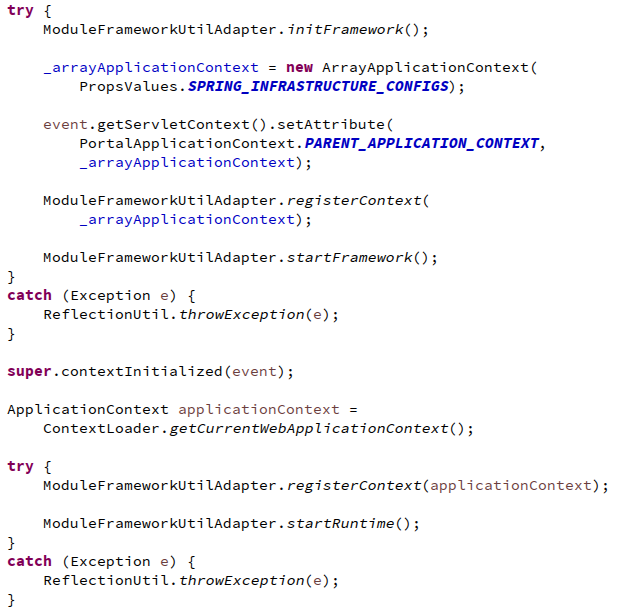 try {
    ModuleFrameworkUtilAdapter.initFramework();

    _arrayApplicationContext = new ArrayApplicationContext(
        PropsValues.SPRING_INFRASTRUCTURE_CONFIGS);

    event.getServletContext().setAttribute(
        PortalApplicationContext.PARENT_APPLICATION_CONTEXT,
        _arrayApplicationContext);

    ModuleFrameworkUtilAdapter.registerContext(
        _arrayApplicationContext);

    ModuleFrameworkUtilAdapter.startFramework();
}
catch (Exception e) {
    ReflectionUtil.throwException(e);
}

super.contextInitialized(event);

ApplicationContext applicationContext =
    ContextLoader.getCurrentWebApplicationContext();

try {
    ModuleFrameworkUtilAdapter.registerContext(applicationContext);

    ModuleFrameworkUtilAdapter.startRuntime();
}
catch (Exception e) {
    ReflectionUtil.throwException(e);
}